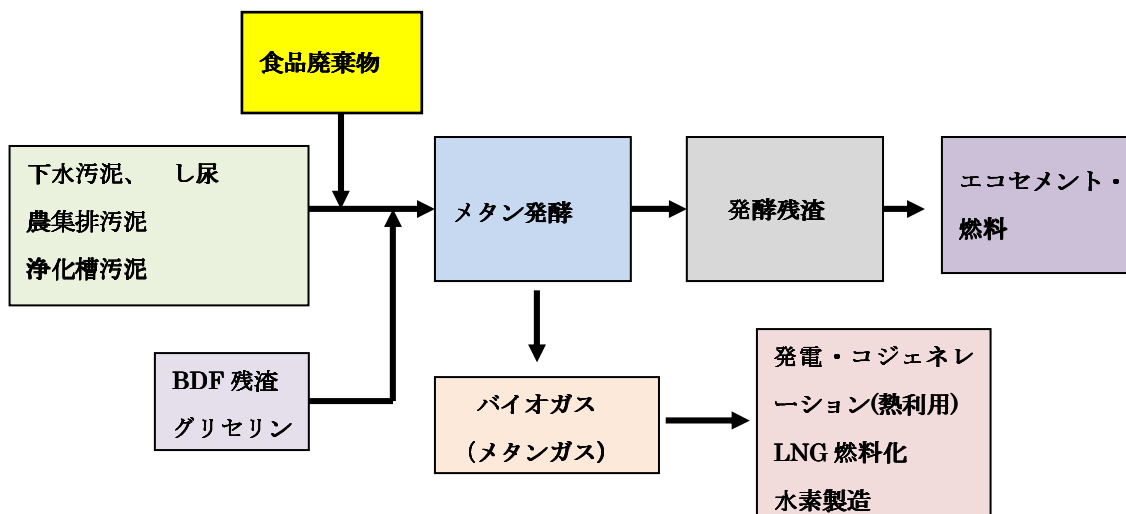 食品廃棄物
下水汚泥、 し尿
農集排汚泥
浄化槽汚泥
メタン発酵
発酵残渣
エコセメント・
燃料
BDF 残渣
グリセリン
バイオガス
（メタンガス）
発電・コジェネレ
ーション(熱利用)
LNG 燃料化
水素製造